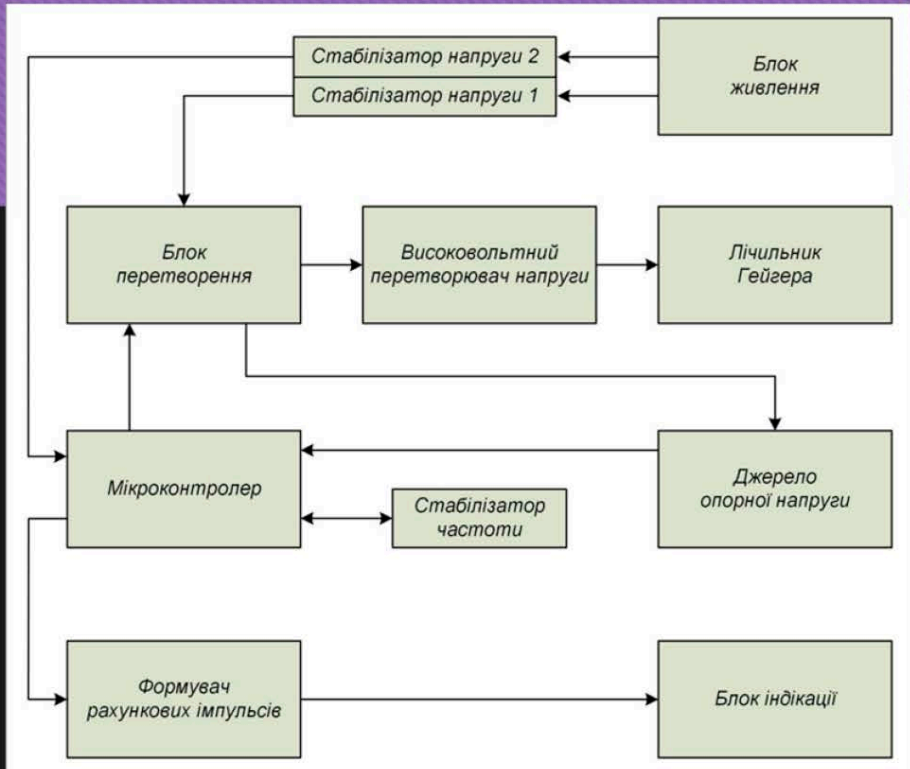 Стабілізатор напруги 2
Стабілізатор напруги 1
Блок
живлення
Блок
перетворення
Високовольтний
перетворювач напруги
Лічильник
Гейгера
Мікроконтролер
Стабілізатор
частоти
Джерело
опорної напруги
Формувач
рахункових імпульсів
Блок індікації